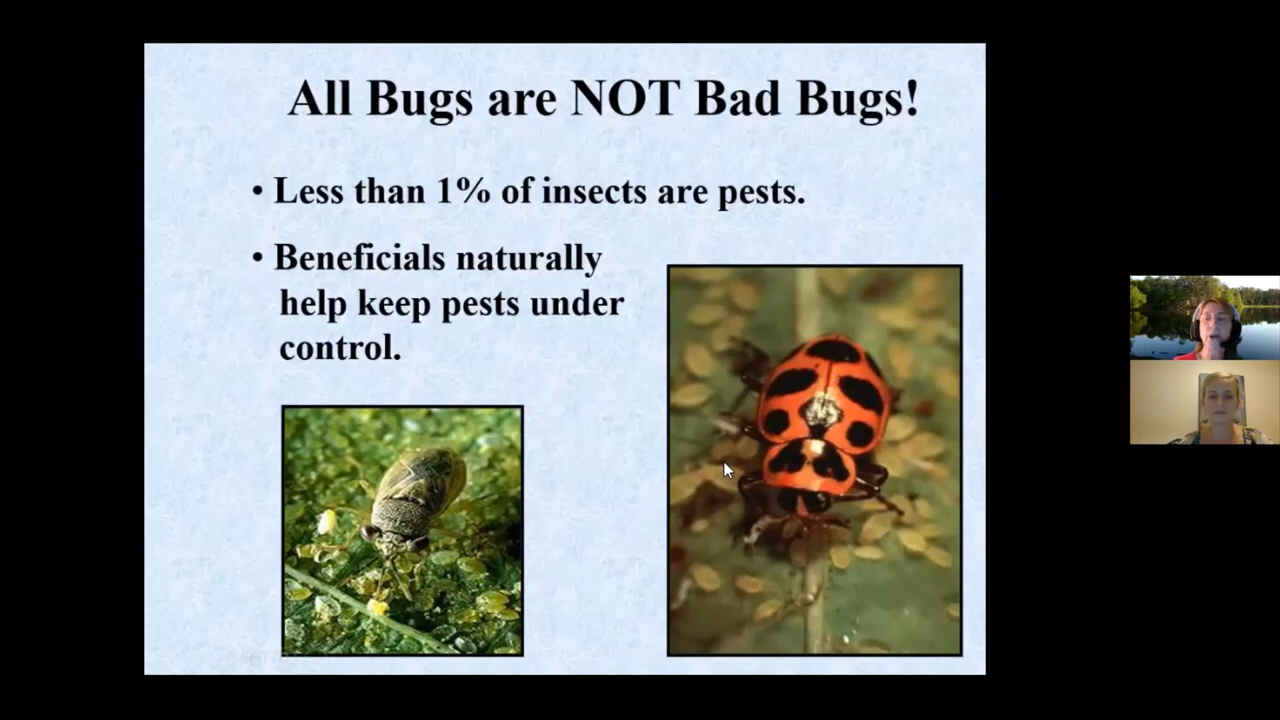 All Bugs are NOT Bad Bugs!
• Less than 1% of insects are pests.
• Beneficials naturally
help keep pests under
control.